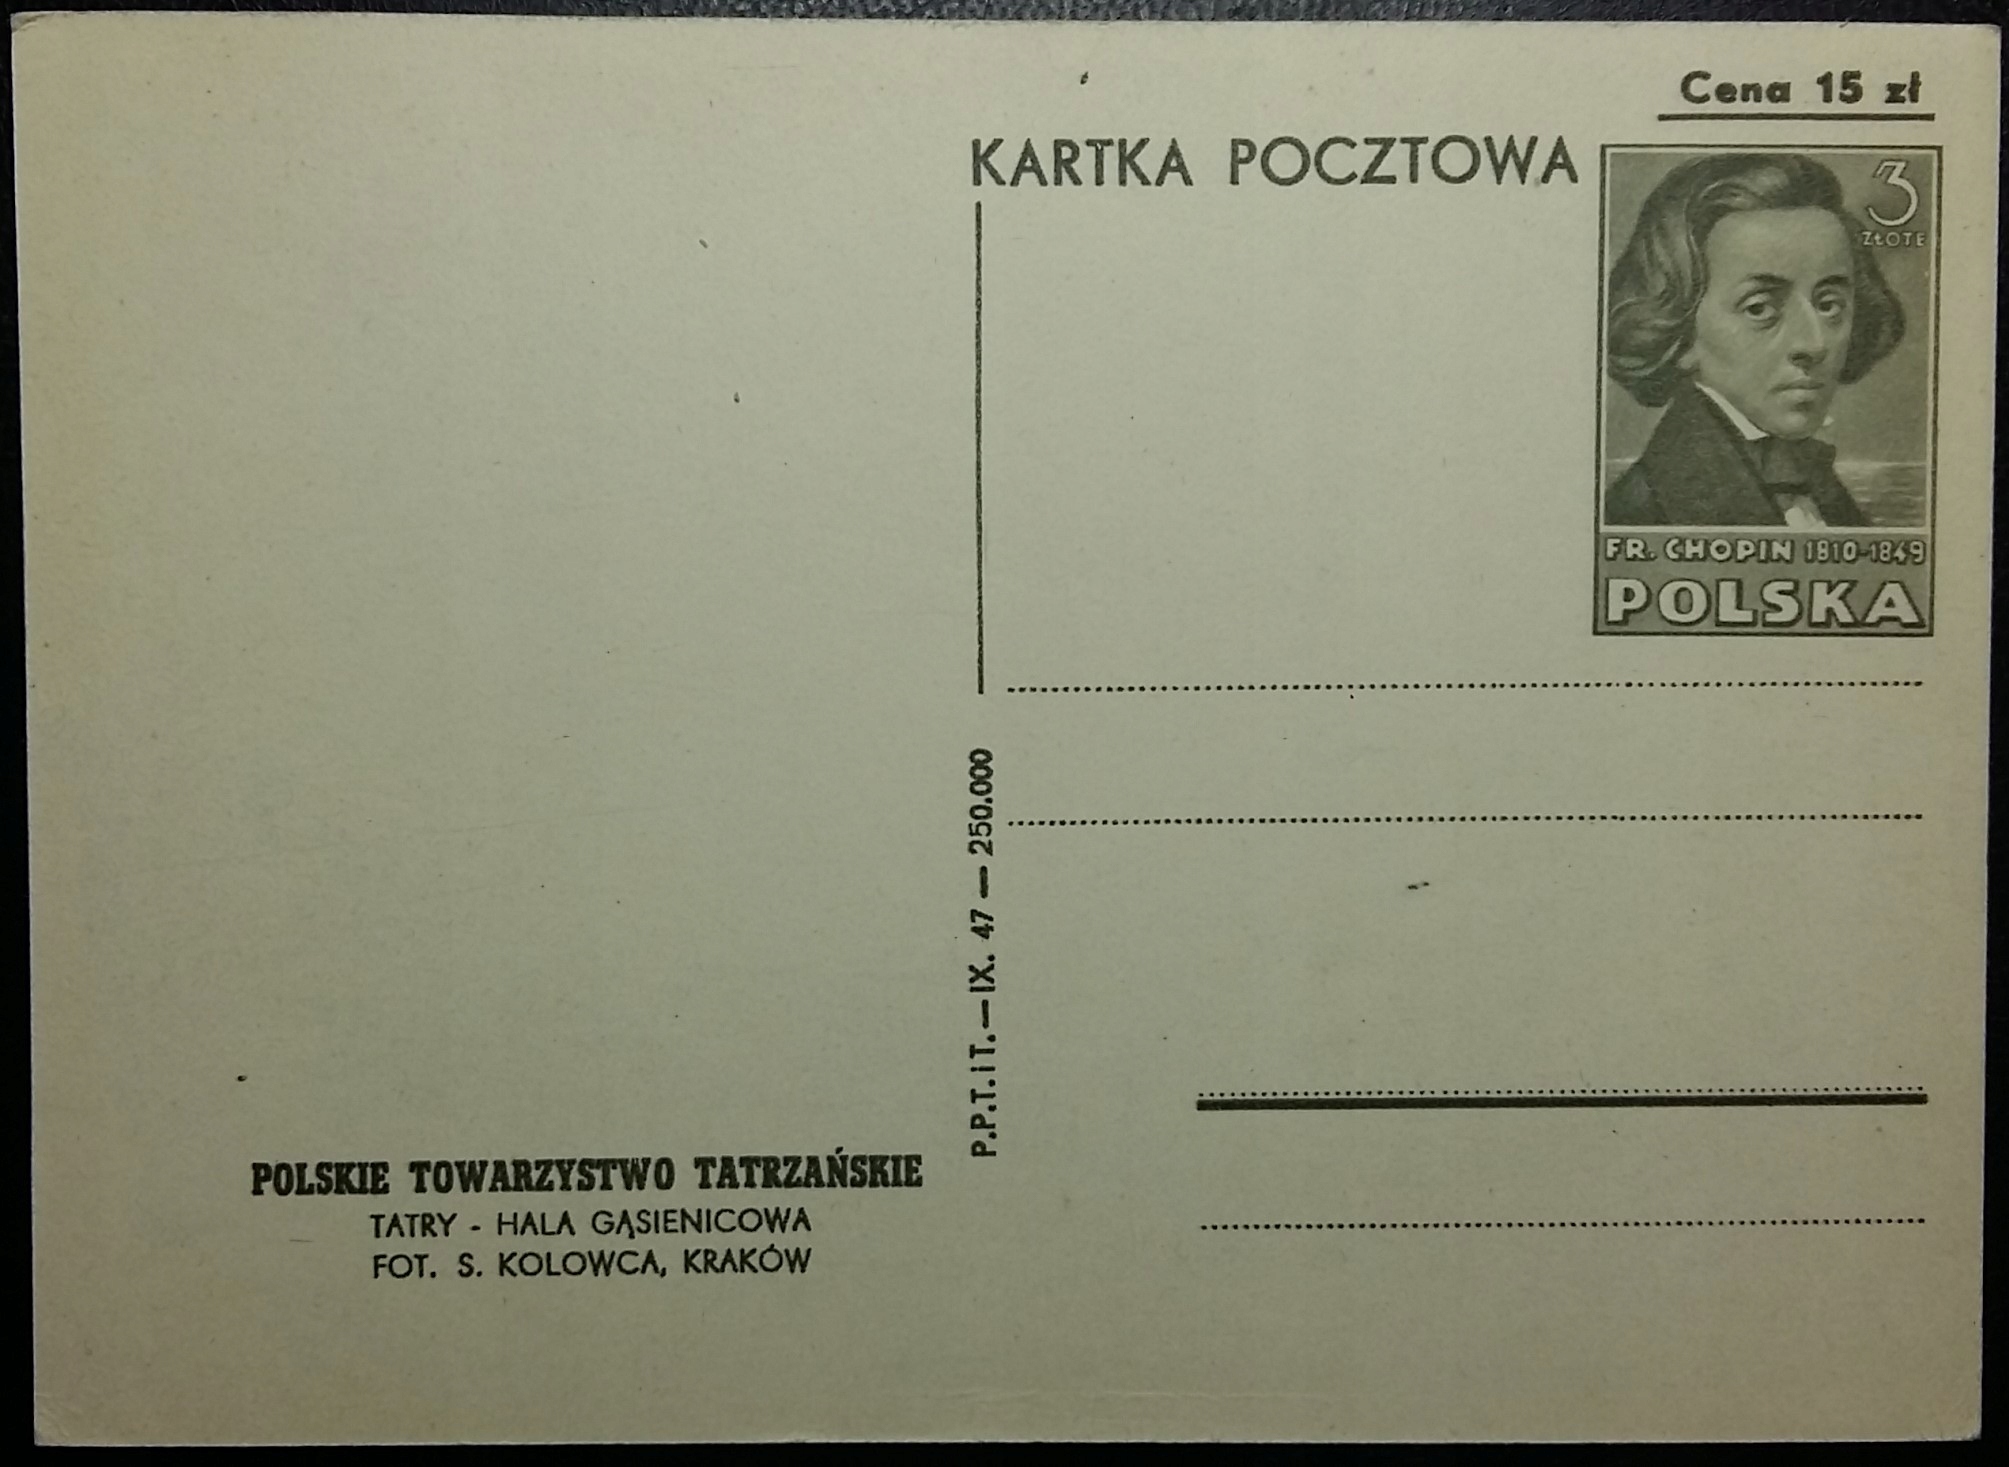 Cena 15 zł
KARTKA POCZTOWA
3
ZŁOTE
FR. CHOPIN 1810-1849
POLSKA
P.P.T.iT.—IX. 47 — 250.000
POLSKIE TOWARZYSTWO TATRZAŃSKIE
TATRY - HALA GĄSIENICOWA
FOT. S. KOLOWCA, KRAKÓW